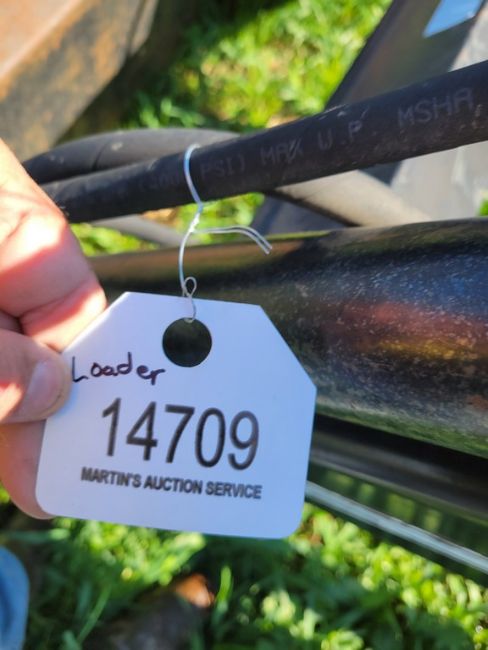 PSI) MAX W.P. MSHA
Loader
14709
MARTIN'S AUCTION SERVICE